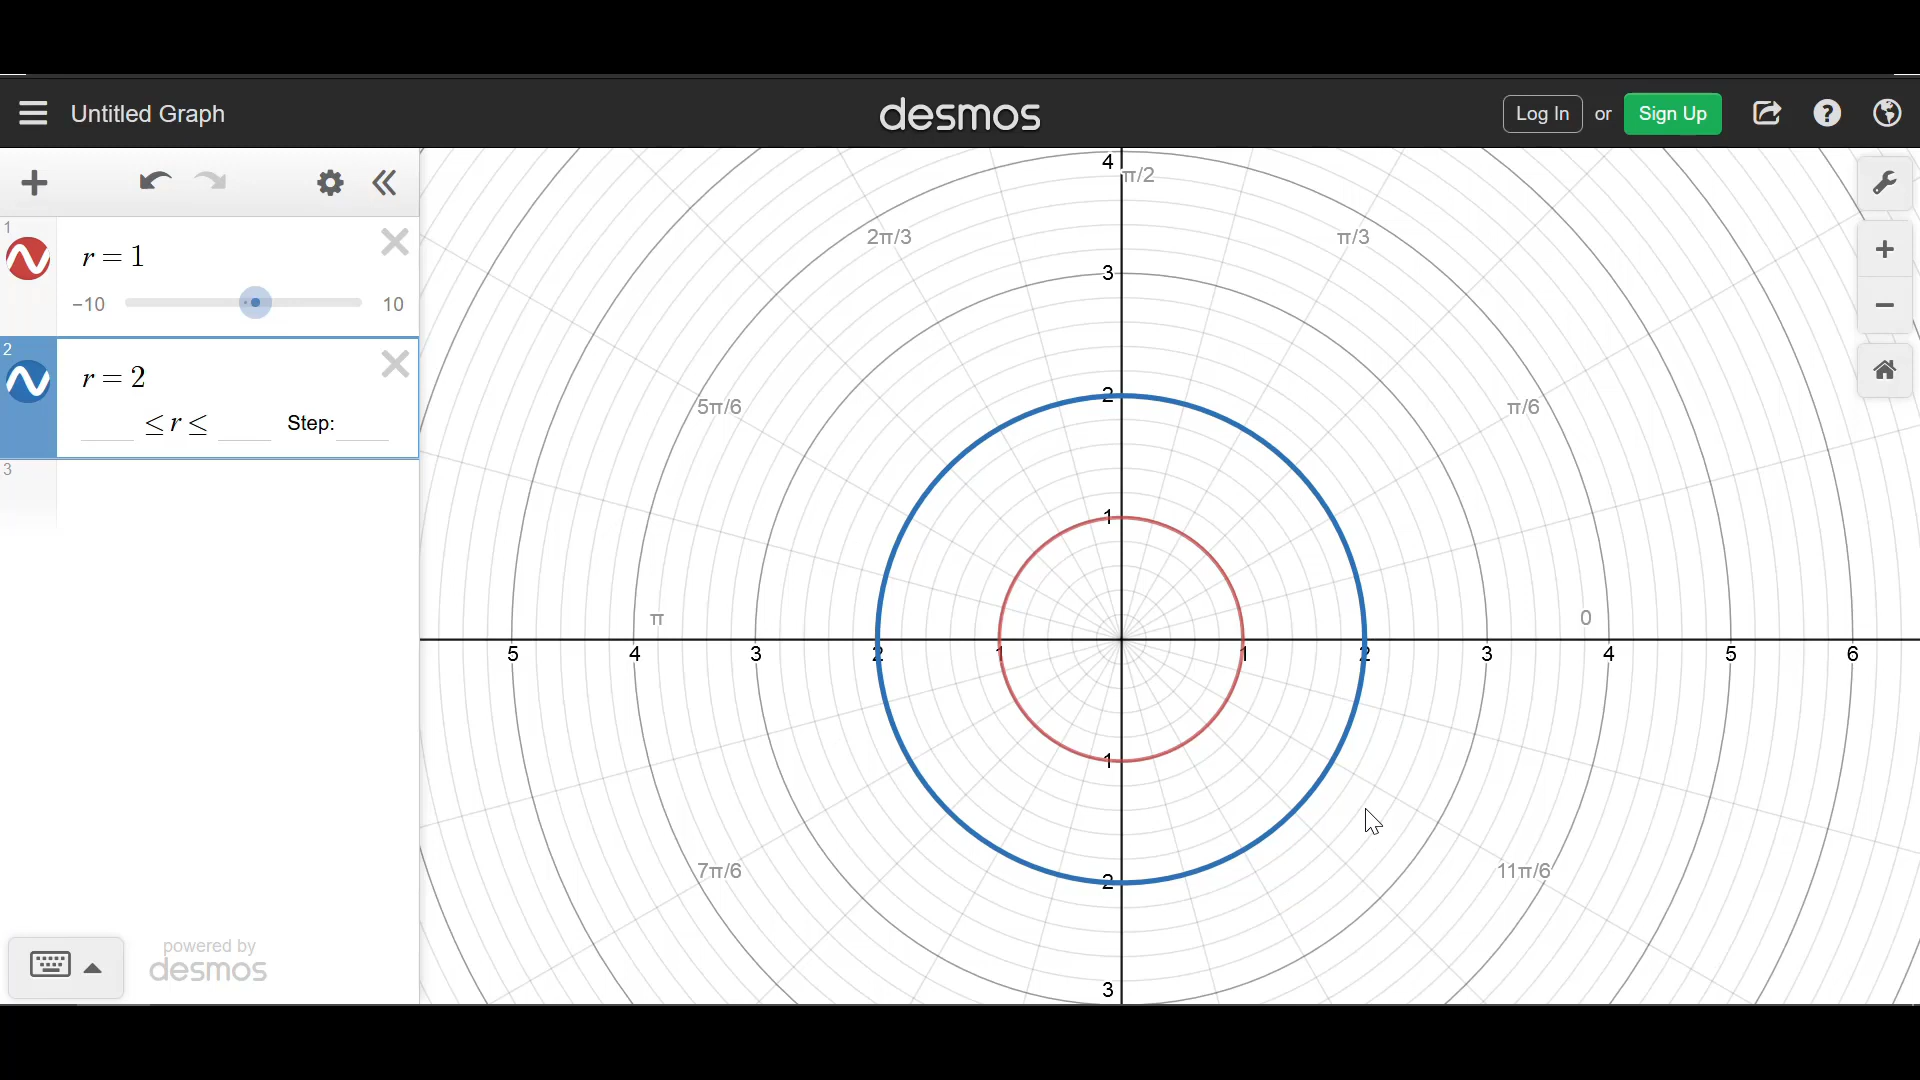 Untitled Graph
desmos
Log In or Sign Up
1
r = 1
−10 10
2
r = 2
≤ r ≤ Step:
3
powered by
desmos
4
π/2
2π/3
π/3
3
5π/6
2
π/6
1
π
0
5 4 3 2 1 1 2 3 4 5 6
1
7π/6
2
11π/6
3